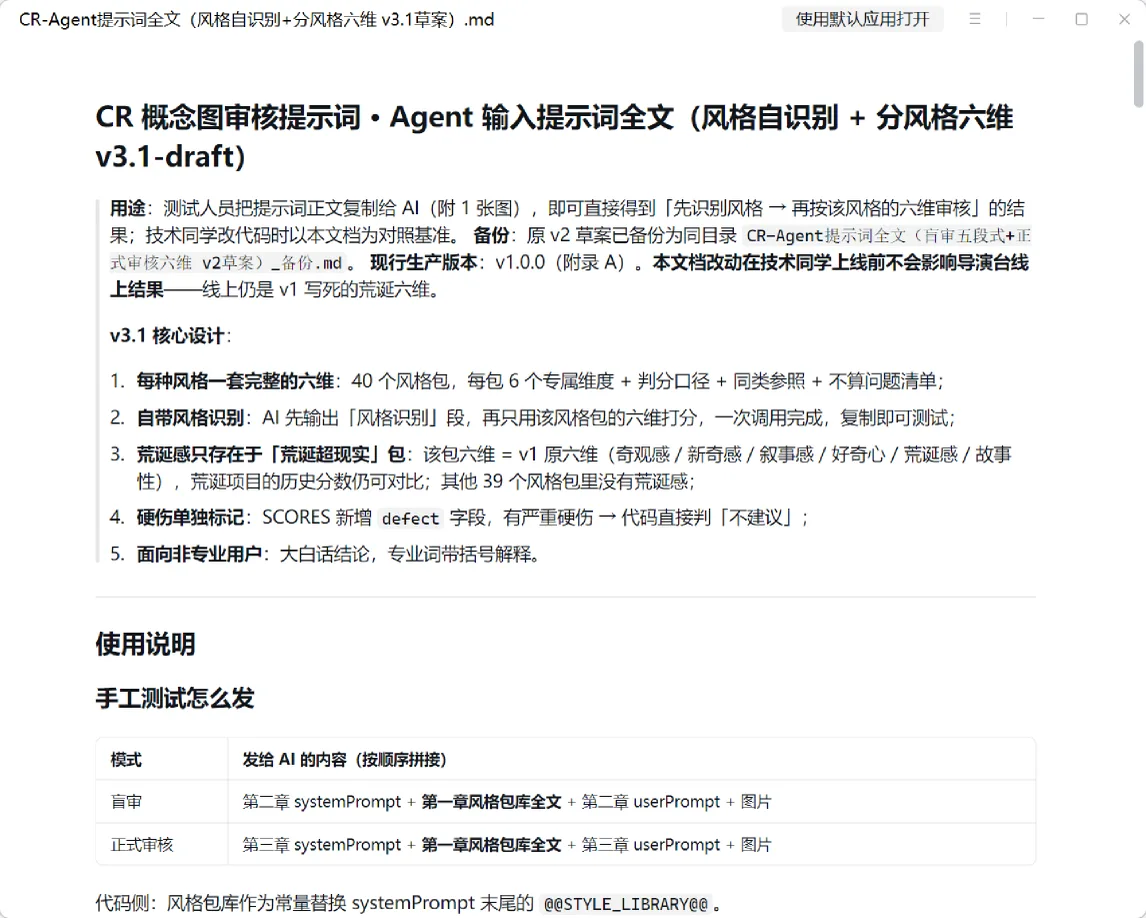 CR-Agent提示词全文（风格自识别+分风格六维 v3.1草案）.md
使用默认应用打开
CR 概念图审核提示词 • Agent 输入提示词全文（风格自识别 + 分风格六维
v3.1-draft）
用途：测试人员把提示词正文复制给 AI（附 1 张图），即可直接得到「先识别风格 → 再按该风格的六维审核」的结
果；技术同学改代码时以本文档为对照基准。 备份：原 v2 草案已备份为同目录 CR-Agent提示词全文（盲审五段式+正
式审核六维 v2草案）_备份.md 。 现行生产版本：v1.0.0（附录 A）。本文档改动在技术同学上线前不会影响导演台线
上结果——线上仍是 v1 写死的荒诞六维。
v3.1 核心设计：
1. 每种风格一套完整的六维：40 个风格包，每包 6 个专属维度 + 判分口径 + 同类参照 + 不算问题清单；
2. 自带风格识别：AI 先输出「风格识别」段，再只用该风格包的六维打分，一次调用完成，复制即可测试；
3. 荒诞感只存在于「荒诞超现实」包：该包六维 = v1 原六维（奇观感 / 新奇感 / 叙事感 / 好奇心 / 荒诞感 / 故事
性），荒诞项目的历史分数仍可对比；其他 39 个风格包里没有荒诞感；
4. 硬伤单独标记：SCORES 新增 defect 字段，有严重硬伤 → 代码直接判「不建议」；
5. 面向非专业用户：大白话结论，专业词带括号解释。
使用说明
手工测试怎么发
模式 发给 AI 的内容（按顺序拼接）
盲审 第二章 systemPrompt + 第一章风格包库全文 + 第二章 userPrompt + 图片
正式审核 第三章 systemPrompt + 第一章风格包库全文 + 第三章 userPrompt + 图片
代码侧：风格包库作为常量替换 systemPrompt 末尾的 @@STYLE_LIBRARY@@ 。